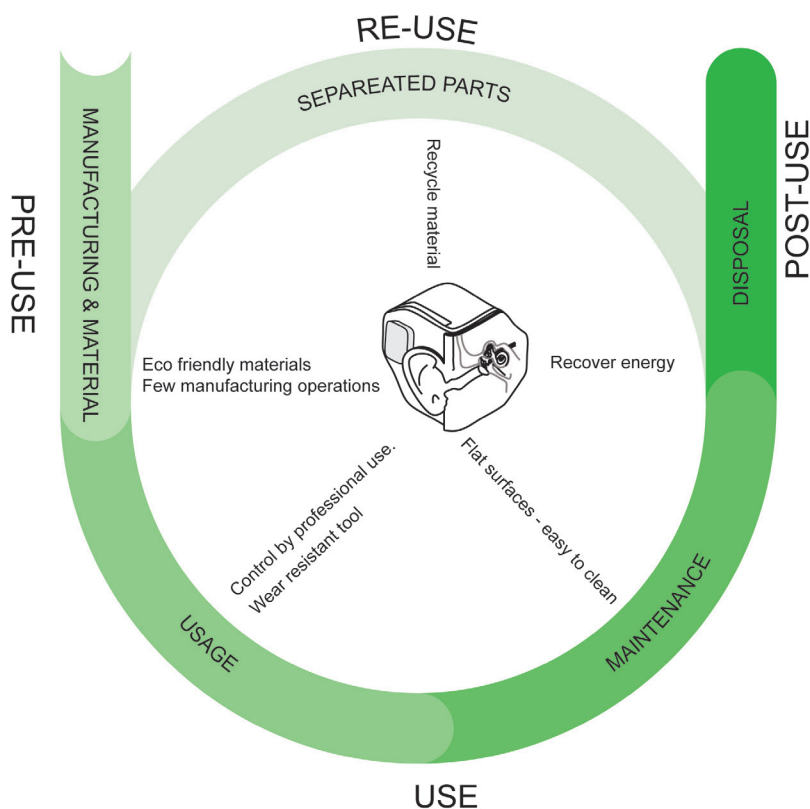 RE-USE
SEPAREATED PARTS
PRE-USE
MANUFACTURING & MATERIAL
POST-USE
DISPOSAL
Recycle material
Eco friendly materials
Few manufacturing operations
Recover energy
Control by professional use.
Wear resistant tool
Flat surfaces - easy to clean
USAGE
MAINTENANCE
USE